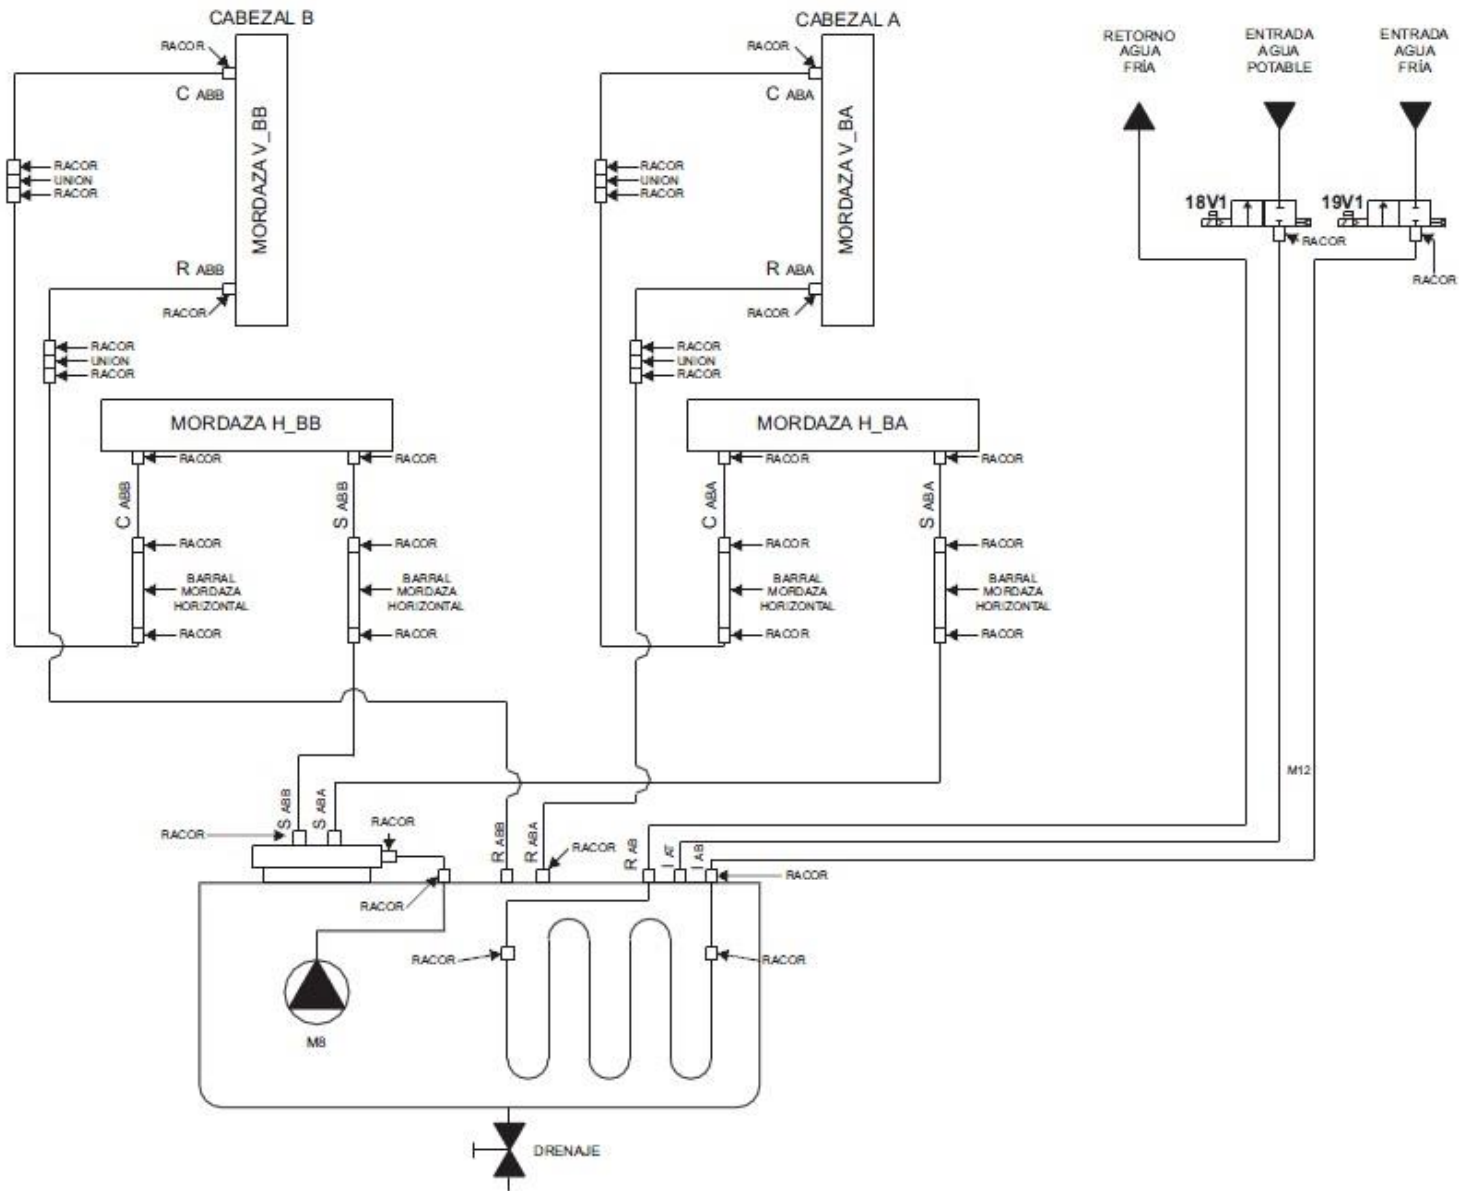 CABEZAL B
RACOR
C ABB
MORDAZA V_BB
RACOR
UNION
RACOR
R ABB
RACOR
RACOR
UNION
RACOR
MORDAZA H_BB
RACOR
RACOR
C ABB
S ABB
RACOR
RACOR
BARRAL
MORDAZA
HORIZONTAL
BARRAL
MORDAZA
HORIZONTAL
RACOR
RACOR
CABEZAL A
RACOR
C ABA
MORDAZA V_BA
RACOR
UNION
RACOR
R ABA
RACOR
RACOR
UNION
RACOR
MORDAZA H_BA
RACOR
RACOR
C ABA
S ABA
RACOR
RACOR
BARRAL
MORDAZA
HORIZONTAL
BARRAL
MORDAZA
HORIZONTAL
RACOR
RACOR
RETORNO
AGUA
FRÍA
ENTRADA
AGUA
POTABLE
ENTRADA
AGUA
FRÍA
18V1
19V1
RACOR
RACOR
M12
S ABB
S ABA
RACOR
RACOR
R ABB
R ABA
RACOR
R AB
I AT
I AB
RACOR
RACOR
RACOR
RACOR
M8
DRENAJE